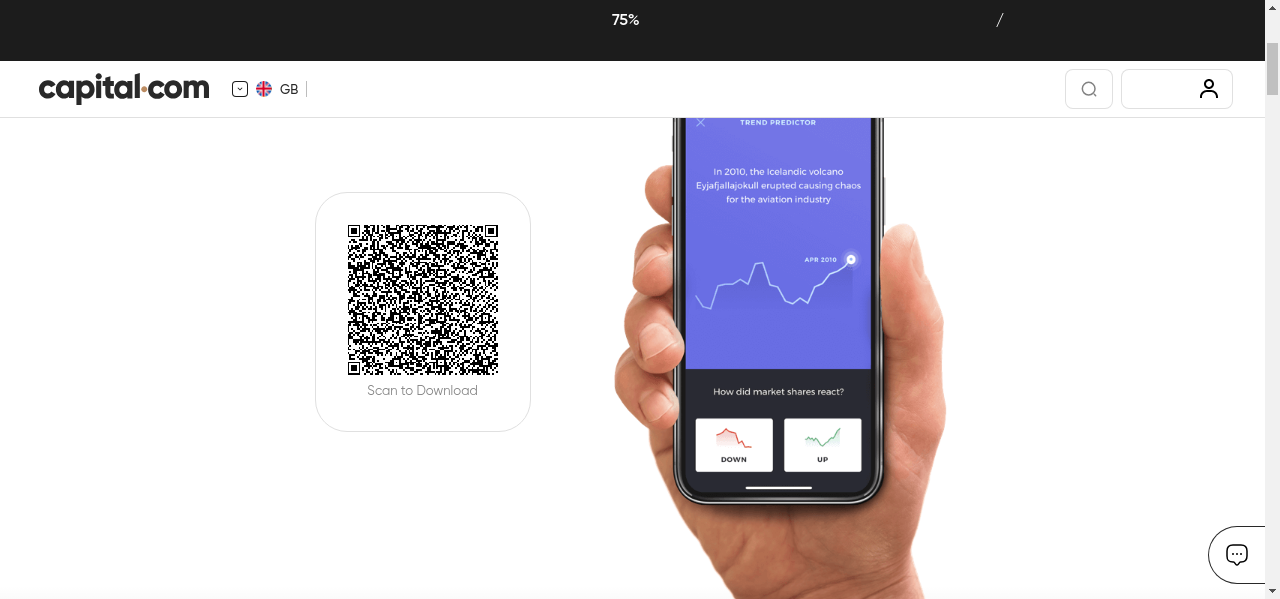 75%
/
capital.com
GB
TREND PREDICTOR
In 2010, the Icelandic volcano
Eyjafjallajokull erupted causing chaos
for the aviation industry
APR 2010
Scan to Download
How did market shares react?
DOWN
UP